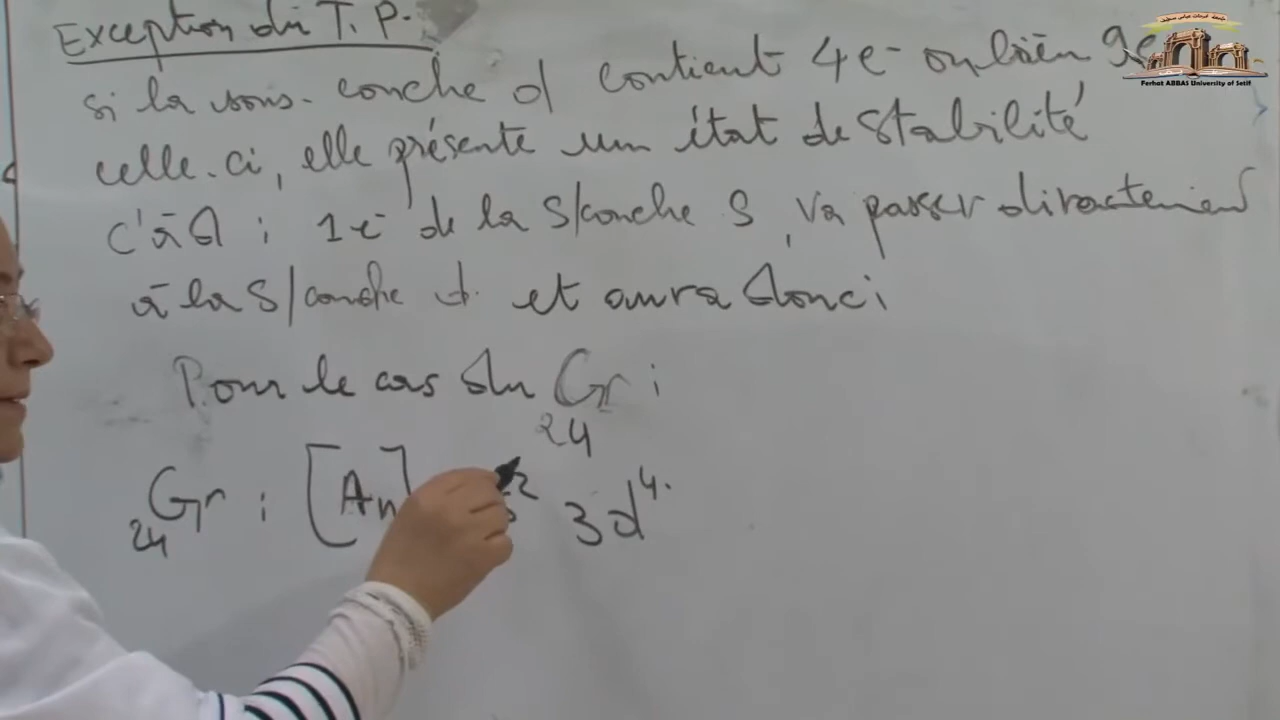 Exception du T.P.
si la sous-couche d contient 4e- ou bien 9e
celle-ci, elle présente un état de stabilité
c'à d : 1e- de la s/couche s, va passer directement
à la s/couche d. et aura donc :
Pour le cas du Cr :
24
24Cr : [Ar] s2 3d4.
Ferhat ABBAS University of Setif